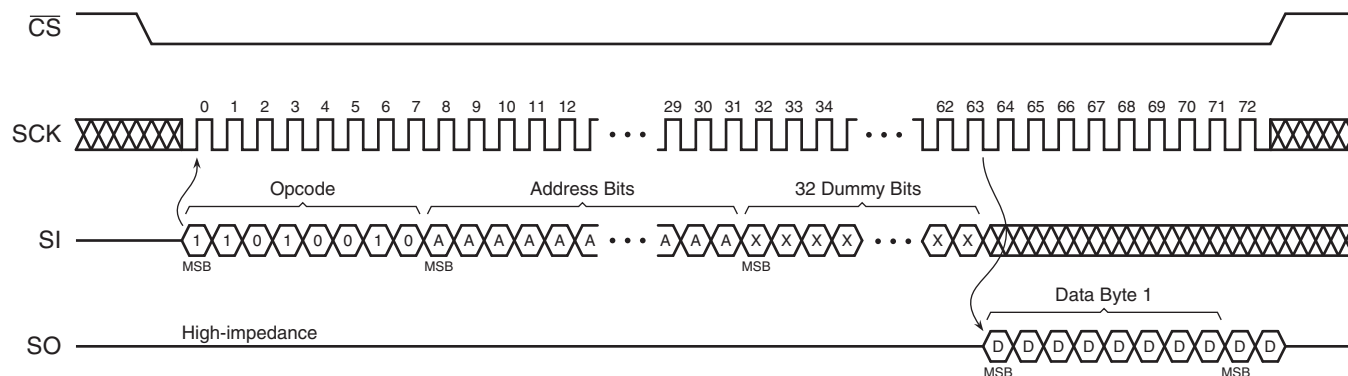 CS
0 1 2 3 4 5 6 7 8 9 10 11 12 29 30 31 32 33 34 62 63 64 65 66 67 68 69 70 71 72
SCK
Opcode Address Bits 32 Dummy Bits
SI 1 1 0 1 0 0 1 0 A A A A A A A A A X X X X X X
MSB MSB MSB
Data Byte 1
High-impedance
SO D D D D D D D D D D
MSB MSB